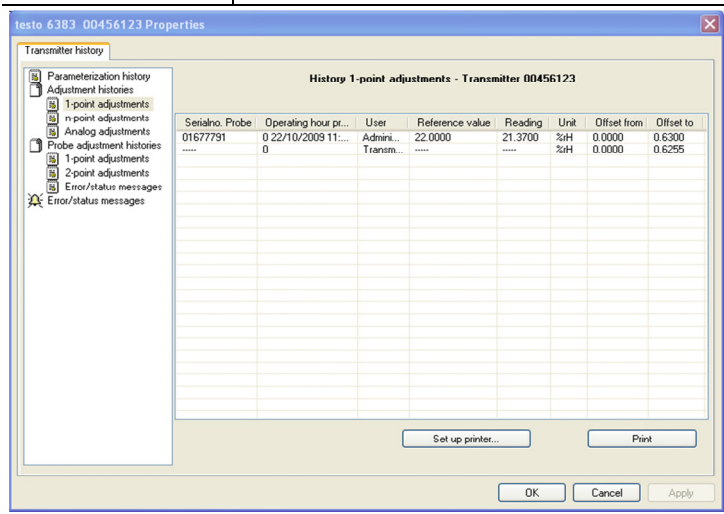 testo 6383 00456123 Properties
Transmitter history
Parameterization history
Adjustment histories
1-point adjustments
n-point adjustments
Analog adjustments
Probe adjustment histories
1-point adjustments
2-point adjustments
Error/status messages
Error/status messages
History 1-point adjustments - Transmitter 00456123
Serialno. Probe Operating hour pr... User Reference value Reading Unit Offset from Offset to
01677791 0 22/10/2009 11:... Admini... 22.0000 21.3700 %rH 0.0000 0.6300
----- 0 Transm... ----- ----- %rH 0.0000 0.6255
Set up printer... Print
OK Cancel Apply